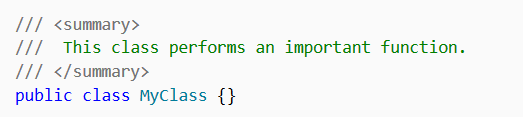 /// <summary>
///  This class performs an important function.
/// </summary>
public class MyClass {}